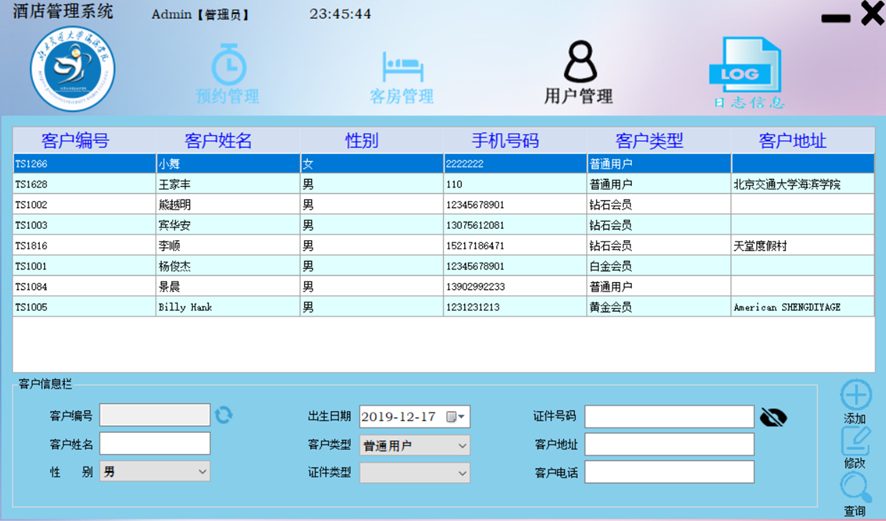 酒店管理系统 Admin【管理员】 23:45:44
北京交通大学海滨学院
预约管理 客房管理 用户管理 LOG 日志信息
客户编号 客户姓名 性别 手机号码 客户类型 客户地址
TS1266 小舞 女 2222222 普通用户
TS1628 王家丰 男 110 普通用户 北京交通大学海滨学院
TS1002 熊越明 男 12345678901 钻石会员
TS1003 宾华安 男 13075612081 钻石会员
TS1816 李顺 男 15217186471 钻石会员 天堂度假村
TS1001 杨俊杰 男 12345678901 白金会员
TS1084 景晨 男 13902992233 普通用户
TS1005 Billy Hank 男 1231231213 黄金会员 American SHENGDIYAGE
客户信息栏
客户编号 出生日期 2019-12-17 证件号码
添加
客户姓名 客户类型 普通用户 客户地址
修改
性 别 男 证件类型 客户电话
查询